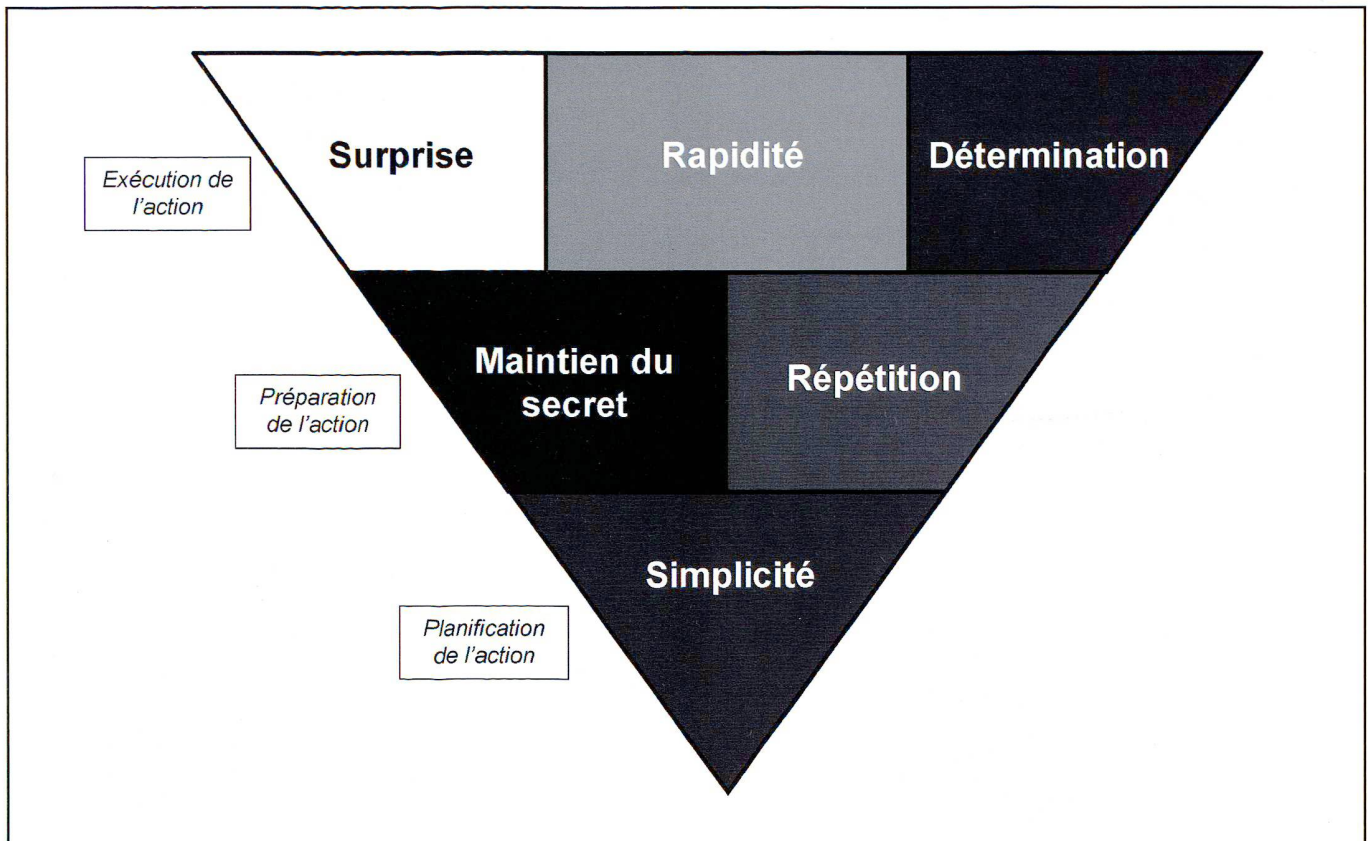 Surprise
Rapidité
Détermination
Exécution de
l'action
Maintien du
secret
Répétition
Préparation
de l'action
Simplicité
Planification
de l'action